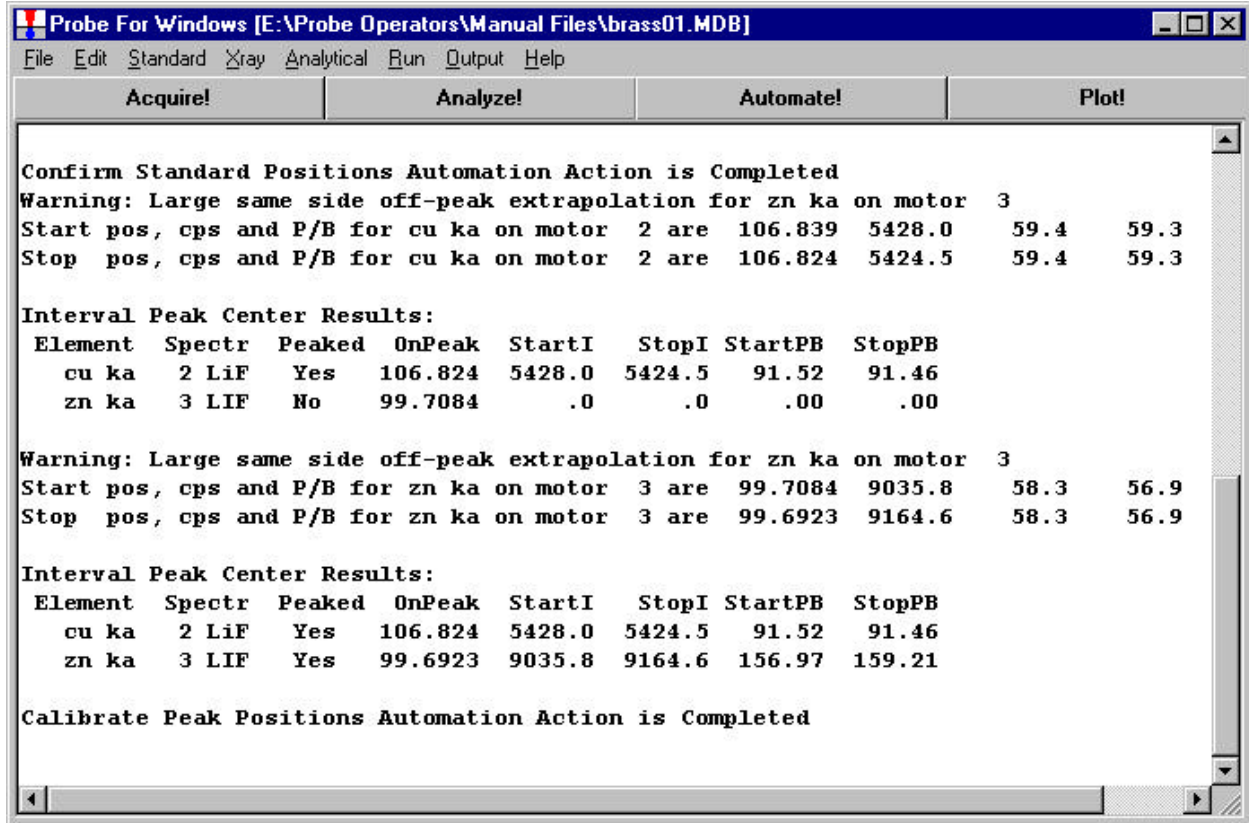 Probe For Windows [E:\Probe Operators\Manual Files\brass01.MDB]
File Edit Standard Xray Analytical Run Output Help
Acquire! Analyze! Automate! Plot!
Confirm Standard Positions Automation Action is Completed
Warning: Large same side off-peak extrapolation for zn ka on motor 3
Start pos, cps and P/B for cu ka on motor 2 are 106.839 5428.0 59.4 59.3
Stop pos, cps and P/B for cu ka on motor 2 are 106.824 5424.5 59.4 59.3
Interval Peak Center Results:
Element Spectr Peaked OnPeak StartI StopI StartPB StopPB
cu ka 2 LiF Yes 106.824 5428.0 5424.5 91.52 91.46
zn ka 3 LIF No 99.7084 .0 .0 .00 .00
Warning: Large same side off-peak extrapolation for zn ka on motor 3
Start pos, cps and P/B for zn ka on motor 3 are 99.7084 9035.8 58.3 56.9
Stop pos, cps and P/B for zn ka on motor 3 are 99.6923 9164.6 58.3 56.9
Interval Peak Center Results:
Element Spectr Peaked OnPeak StartI StopI StartPB StopPB
cu ka 2 LiF Yes 106.824 5428.0 5424.5 91.52 91.46
zn ka 3 LIF Yes 99.6923 9035.8 9164.6 156.97 159.21
Calibrate Peak Positions Automation Action is Completed